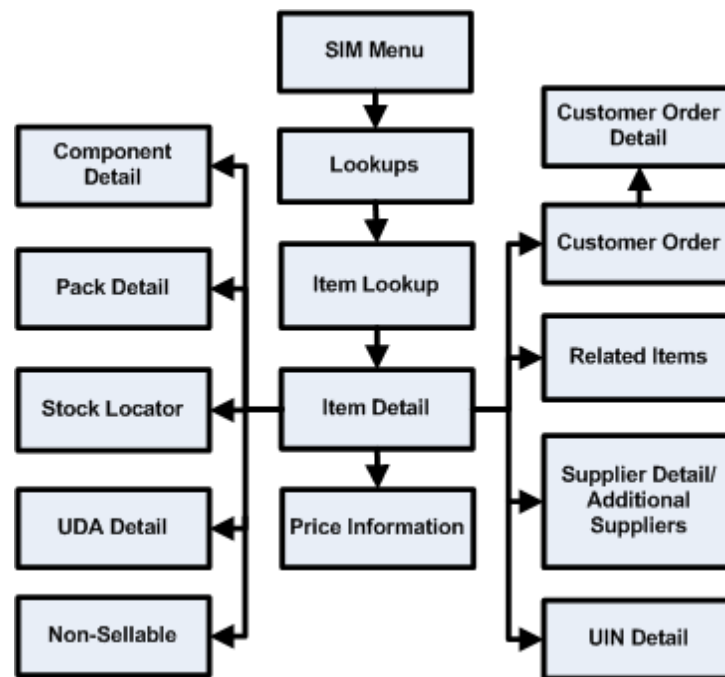 SIM Menu
Customer Order
Detail
Component
Detail
Lookups
Customer Order
Pack Detail
Item Lookup
Related Items
Stock Locator
Item Detail
Supplier Detail/
Additional
Suppliers
UDA Detail
Price Information
Non-Sellable
UIN Detail